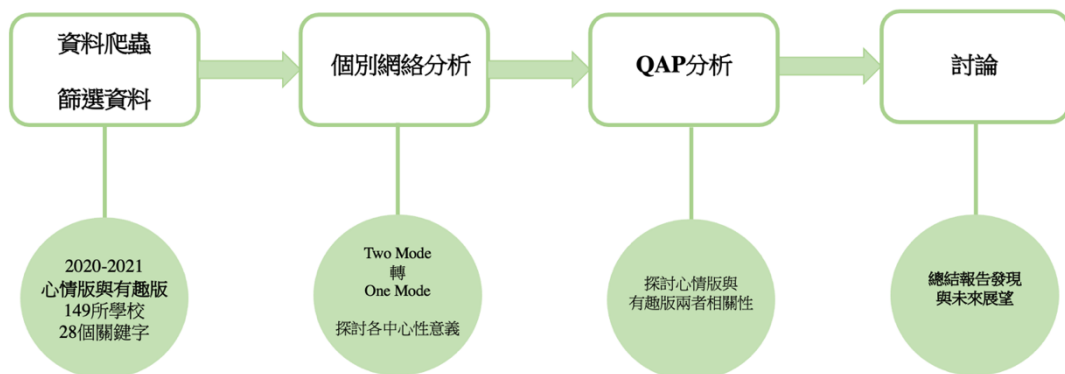 資料爬蟲
篩選資料
個別網絡分析
QAP分析
討論
2020-2021
心情版與有趣版
149所學校
28個關鍵字
Two Mode
轉
One Mode
探討各中心性意義
探討心情版與
有趣版兩者相關性
總結報告發現
與未來展望